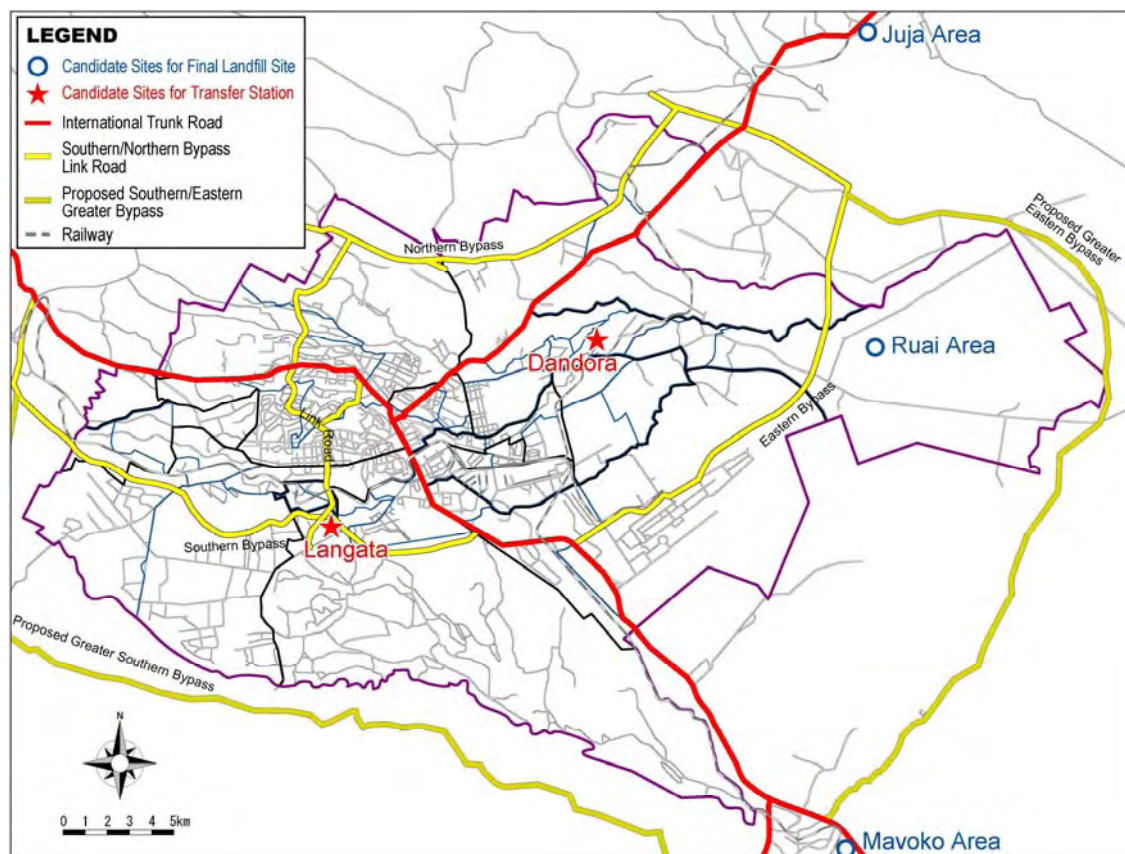 LEGEND
Candidate Sites for Final Landfill Site
Candidate Sites for Transfer Station
International Trunk Road
Southern/Northern Bypass
Link Road
Proposed Southern/Eastern
Greater Bypass
Railway
Juja Area
Proposed Greater
Eastern Bypass
Northern Bypass
Dandora
Ruai Area
Link Road
Eastern Bypass
Southern Bypass
Langata
Proposed Greater Southern Bypass
N
0 1 2 3 4 5km
Mavoko Area